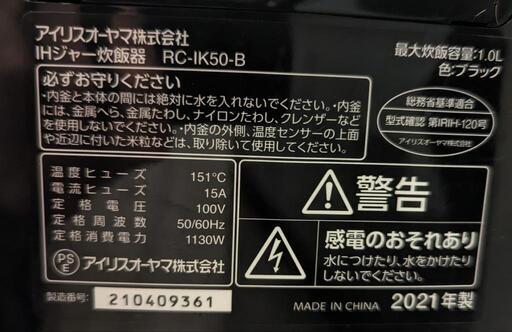 アイリスオーヤマ株式会社
IHジャー炊飯器 RC-IK50-B
最大炊飯容量:1.0L
色:ブラック
必ずお守りください
・内釜と本体の間には絶対に水を入れないでください。・内釜
には金属へら、金属たわし、ナイロンたわし、クレンザーなど
を使用しないでください。・内釜の外側、温度センサーの上面
や近辺に付いた米粒などは、取り除いて使用してください。
総務省基準適合
型式確認 第IRIH-120号
アイリスオーヤマ株式会社
温度ヒューズ 151℃
電流ヒューズ 15A
定格電圧 100V
定格周波数 50/60Hz
定格消費電力 1130W
PSE アイリスオーヤマ株式会社
製造番号: 210409361
警告
感電のおそれあり
水につけたり、水をかけたり
しないでください。
MADE IN CHINA 2021年製